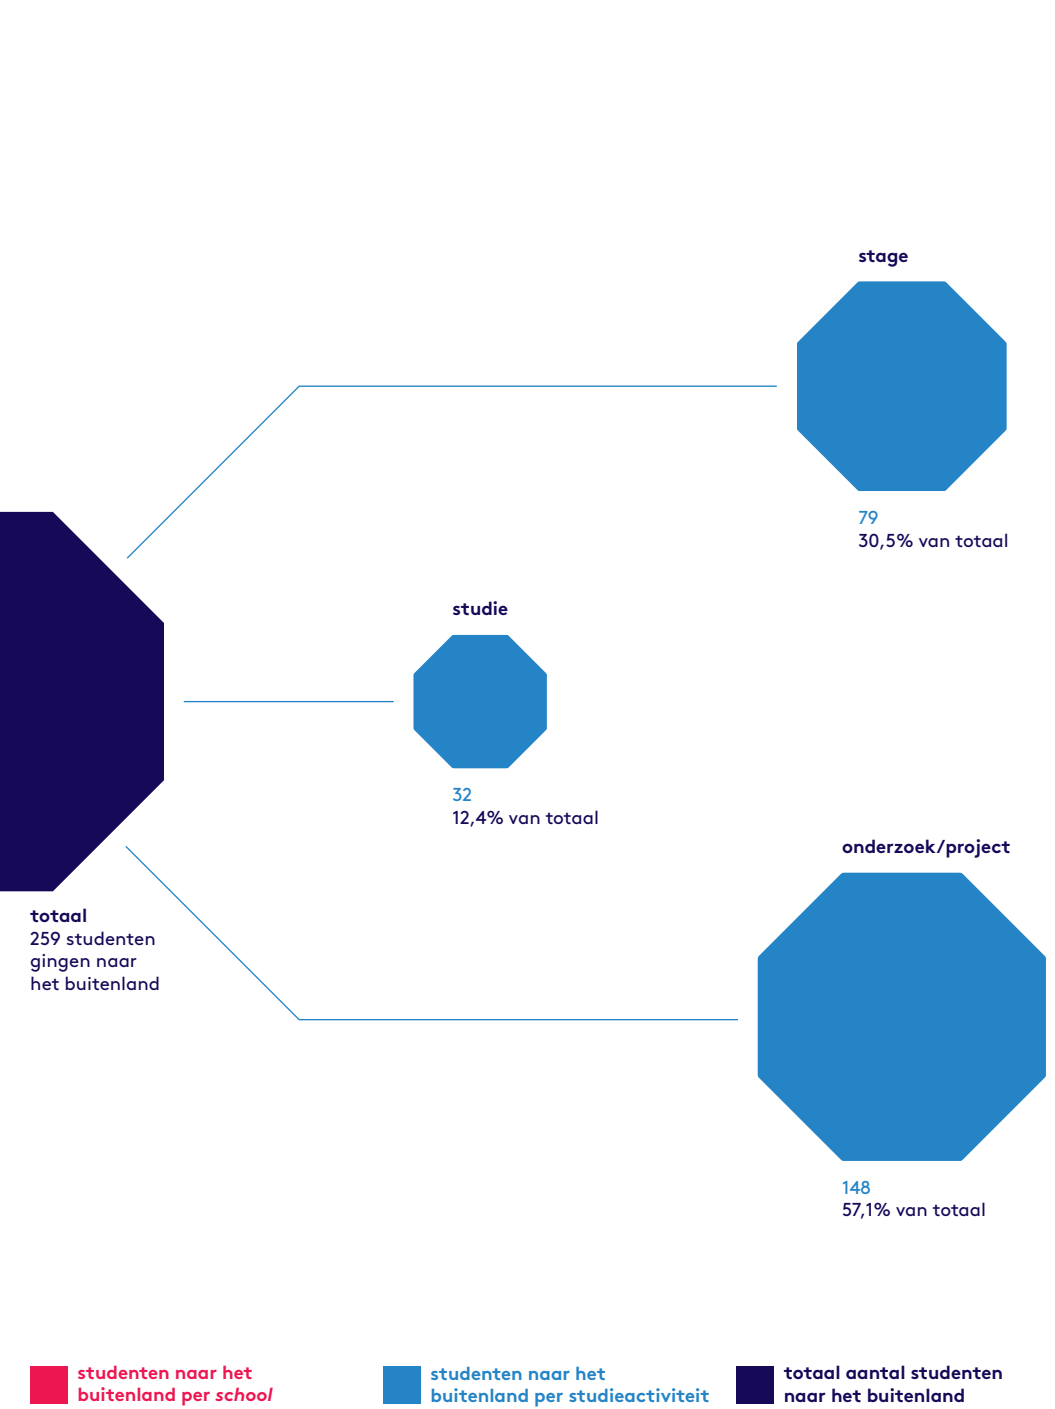 stage
79
30,5% van totaal
studie
32
12,4% van totaal
onderzoek/project
148
57,1% van totaal
totaal
259 studenten
gingen naar
het buitenland
studenten naar het
buitenland per school
studenten naar het
buitenland per studieactiviteit
totaal aantal studenten
naar het buitenland